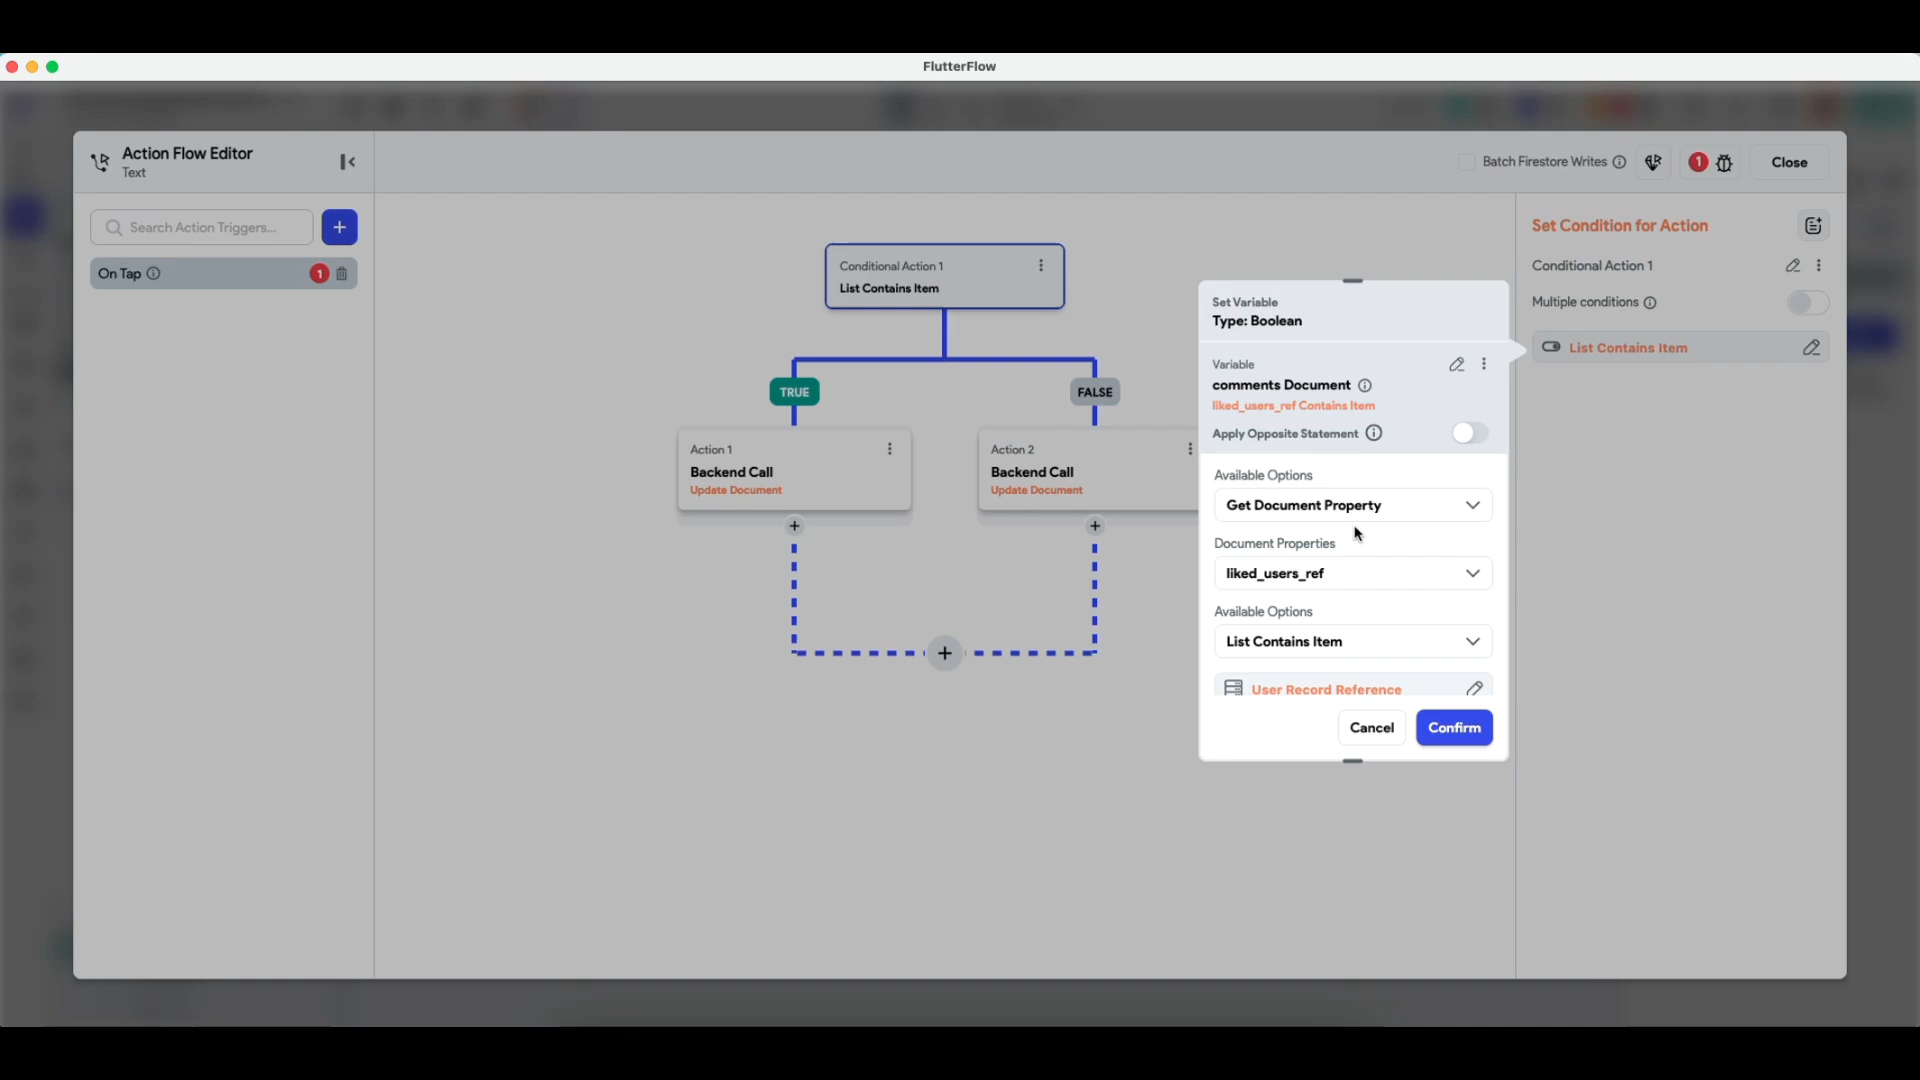 FlutterFlow
Action Flow Editor
Text
Batch Firestore Writes
1
Close
Search Action Triggers...
+
On Tap
1
Conditional Action 1
List Contains Item
TRUE
FALSE
Action 1
Backend Call
Update Document
Action 2
Backend Call
Update Document
Set Variable
Type: Boolean
Variable
comments Document
liked_users_ref Contains Item
Apply Opposite Statement
Available Options
Get Document Property
Document Properties
liked_users_ref
Available Options
List Contains Item
User Record Reference
Cancel
Confirm
Set Condition for Action
Conditional Action 1
Multiple conditions
List Contains Item